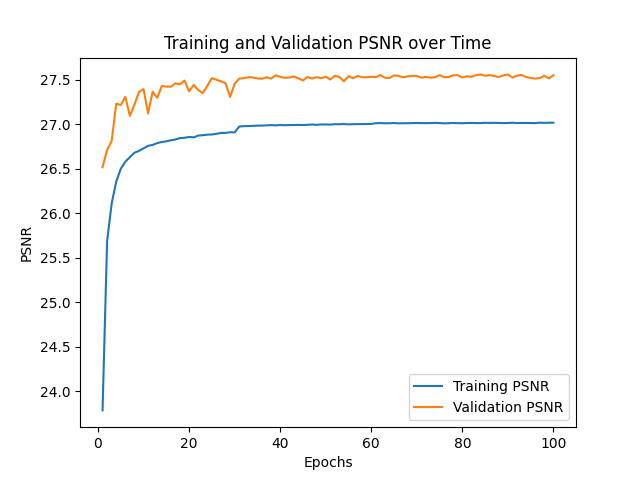 Training and Validation PSNR over Time
PSNR
27.5
27.0
26.5
26.0
25.5
25.0
24.5
24.0
0 20 40 60 80 100
Epochs
Training PSNR
Validation PSNR